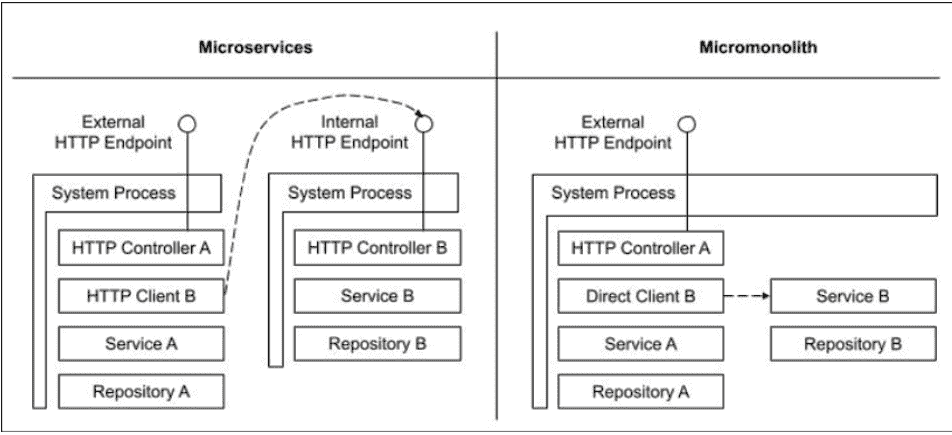 Microservices
Micromonolith
External
HTTP Endpoint
Internal
HTTP Endpoint
External
HTTP Endpoint
System Process
System Process
System Process
HTTP Controller A
HTTP Controller B
HTTP Controller A
HTTP Client B
Service B
Direct Client B
Service B
Service A
Repository B
Service A
Repository B
Repository A
Repository A